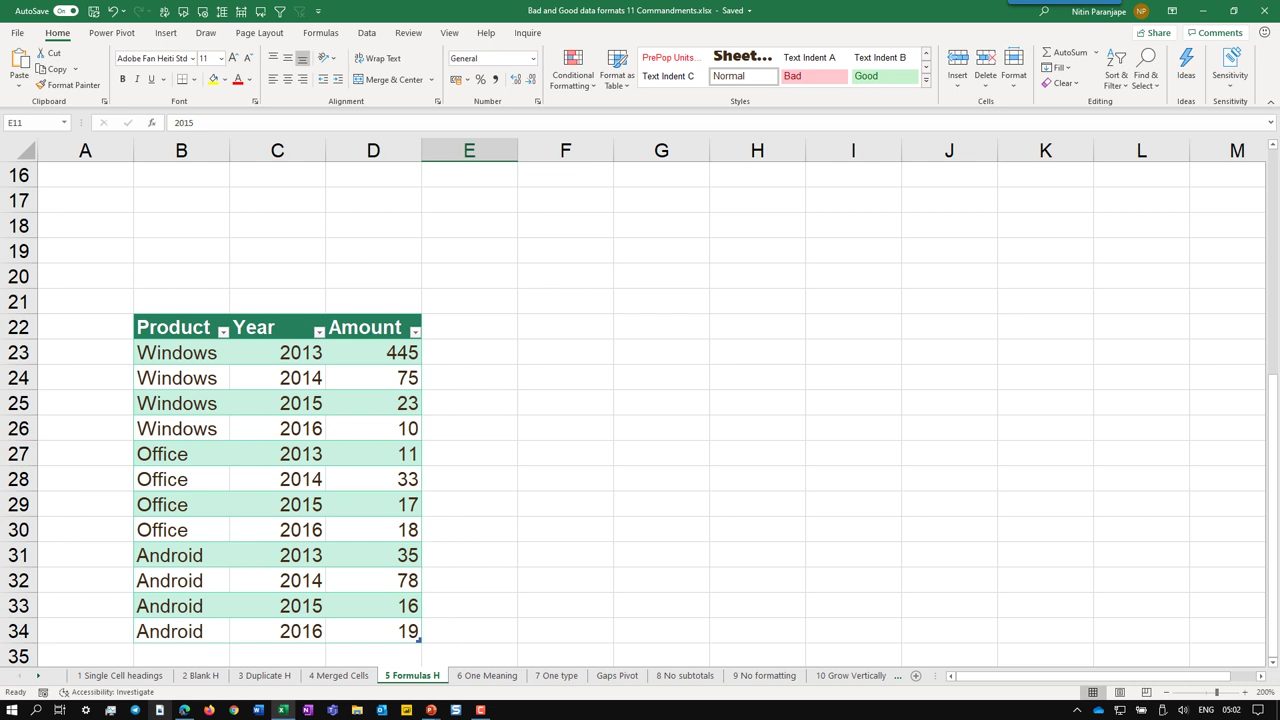 AutoSave On Bad and Good data formats 11 Commandments.xlsx - Saved Nitin Paranjape NP
File Home Power Pivot Insert Draw Page Layout Formulas Data Review View Help Inquire Share Comments
Paste Cut Copy Format Painter
Clipboard
Adobe Fan Heiti Std 11
B I U
Font
Wrap Text
Merge & Center
Alignment
General
Number
Conditional Formatting
Format as Table
PrePop Units... Sheet... Text Indent A Text Indent B
Text Indent C Normal Bad Good
Styles
Insert Delete Format
Cells
AutoSum
Fill
Clear
Sort & Filter
Find & Select
Editing
Ideas
Ideas
Sensitivity
Sensitivity
E11 fx 2015
A B C D E F G H I J K L M
16
17
18
19
20
21
22 Product Year Amount
23 Windows 2013 445
24 Windows 2014 75
25 Windows 2015 23
26 Windows 2016 10
27 Office 2013 11
28 Office 2014 33
29 Office 2015 17
30 Office 2016 18
31 Android 2013 35
32 Android 2014 78
33 Android 2015 16
34 Android 2016 19
35
1 Single Cell headings 2 Blank H 3 Duplicate H 4 Merged Cells 5 Formulas H 6 One Meaning 7 One type Gaps Pivot 8 No subtotals 9 No formatting 10 Grow Vertically ...
Ready Accessibility: Investigate 200%
ENG 05:02